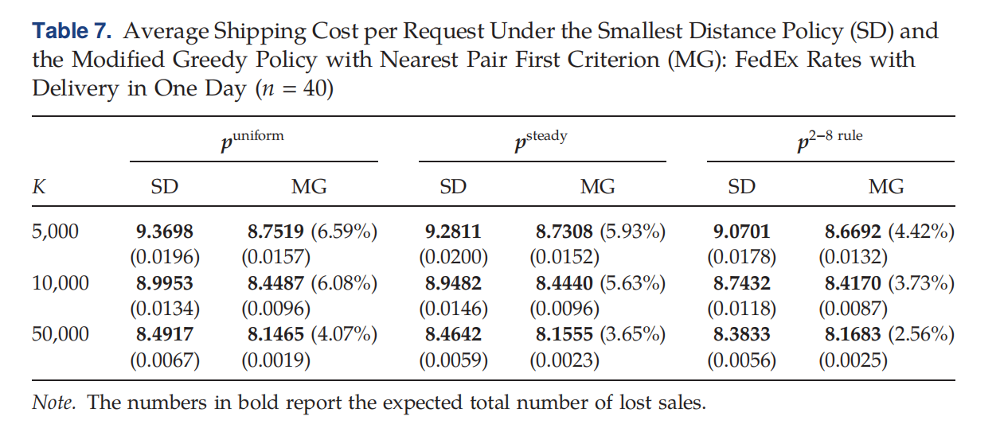 Table 7. Average Shipping Cost per Request Under the Smallest Distance Policy (SD) and
the Modified Greedy Policy with Nearest Pair First Criterion (MG): FedEx Rates with
Delivery in One Day (n = 40)
p^uniform p^steady p^2–8 rule
K SD MG SD MG SD MG
5,000 9.3698 8.7519 (6.59%) 9.2811 8.7308 (5.93%) 9.0701 8.6692 (4.42%)
(0.0196) (0.0157) (0.0200) (0.0152) (0.0178) (0.0132)
10,000 8.9953 8.4487 (6.08%) 8.9482 8.4440 (5.63%) 8.7432 8.4170 (3.73%)
(0.0134) (0.0096) (0.0146) (0.0096) (0.0118) (0.0087)
50,000 8.4917 8.1465 (4.07%) 8.4642 8.1555 (3.65%) 8.3833 8.1683 (2.56%)
(0.0067) (0.0019) (0.0059) (0.0023) (0.0056) (0.0025)
Note. The numbers in bold report the expected total number of lost sales.